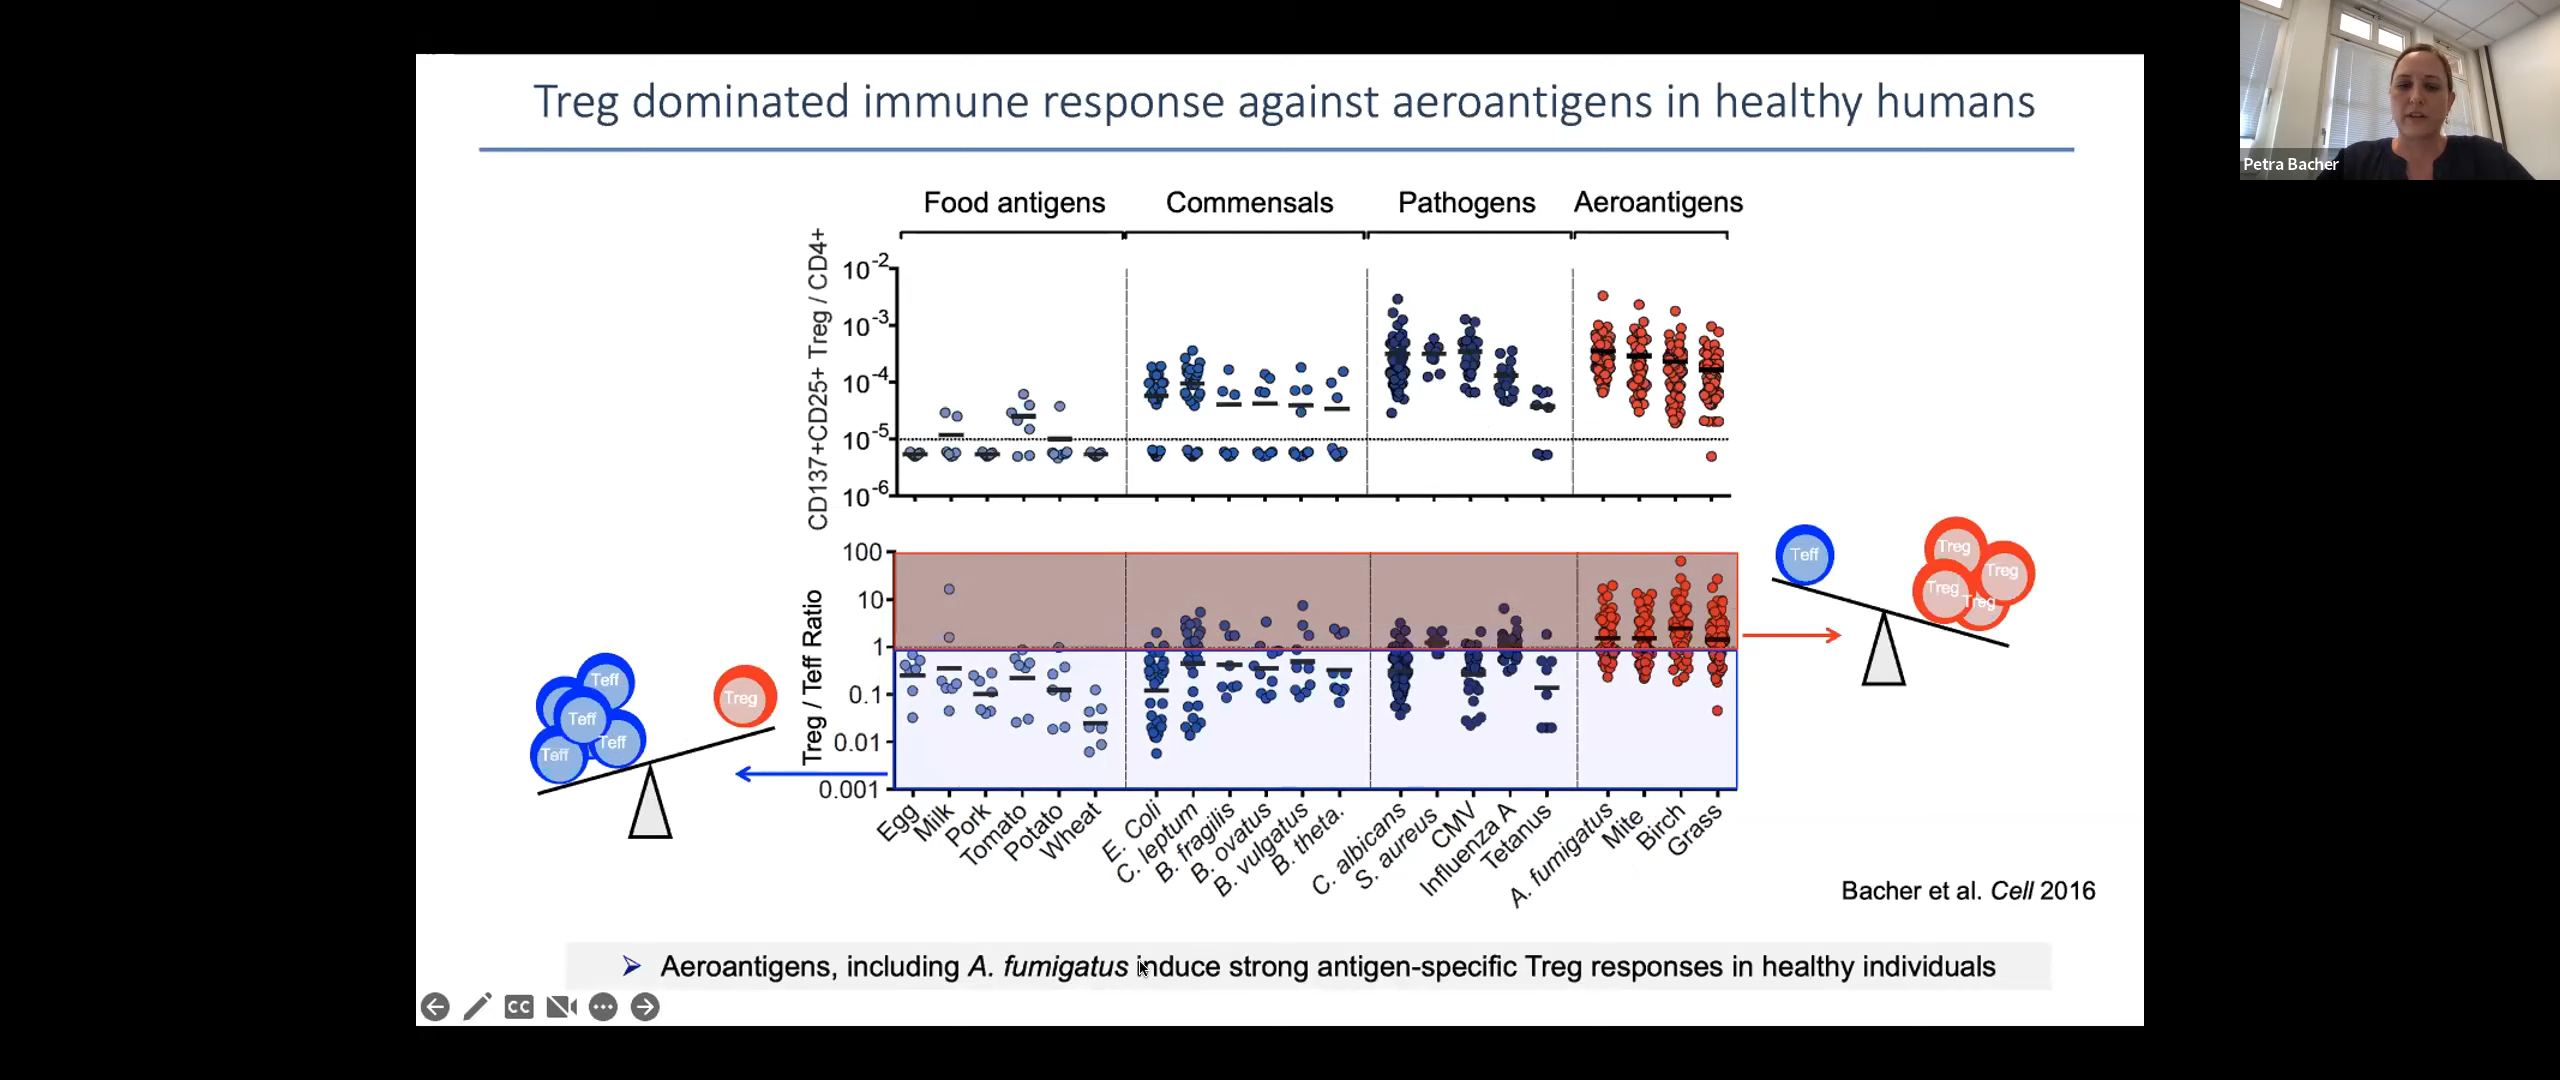 Treg dominated immune response against aeroantigens in healthy humans
Petra Bacher
Food antigens
Commensals
Pathogens
Aeroantigens
CD137+CD25+ Treg / CD4+
10-2
10-3
10-4
10-5
10-6
Treg / Teff Ratio
100
10
1
0.1
0.01
0.001
Egg
Milk
Pork
Tomato
Potato
Wheat
E. Coli
C. leptum
B. fragilis
B. ovatus
B. vulgatus
B. theta.
C. albicans
S. aureus
CMV
Influenza A
Tetanus
A. fumigatus
Mite
Birch
Grass
Teff
Teff
Teff
Teff
Treg
Teff
Treg
Treg
Treg
Treg
Bacher et al. Cell 2016
Aeroantigens, including A. fumigatus induce strong antigen-specific Treg responses in healthy individuals
CC